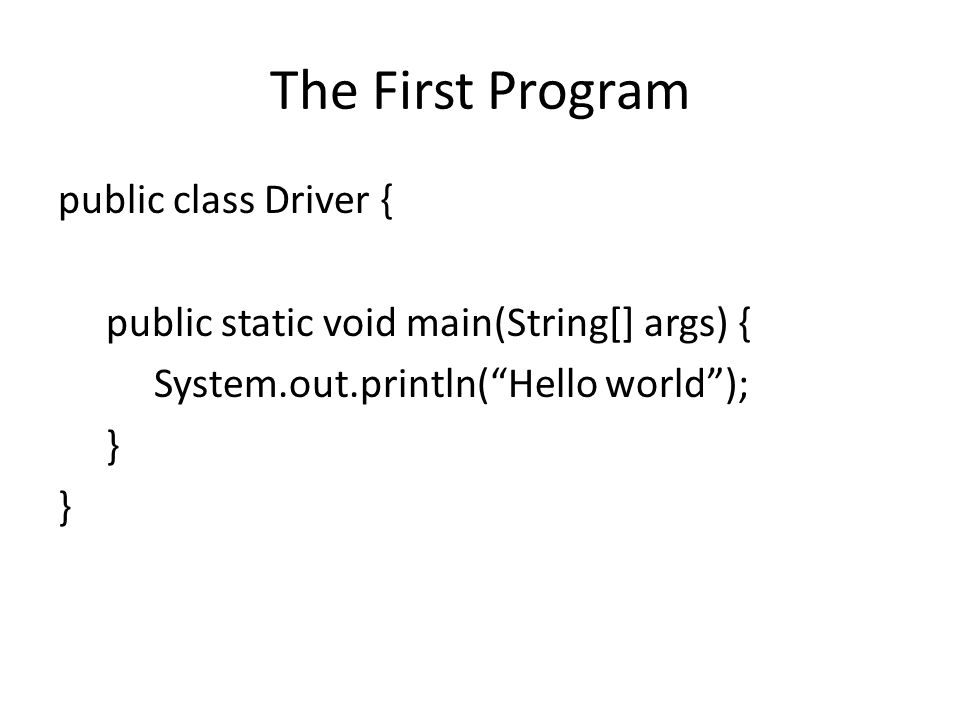 The First Program
public class Driver {
public static void main(String[] args) {
System.out.println(“Hello world”);
}
}